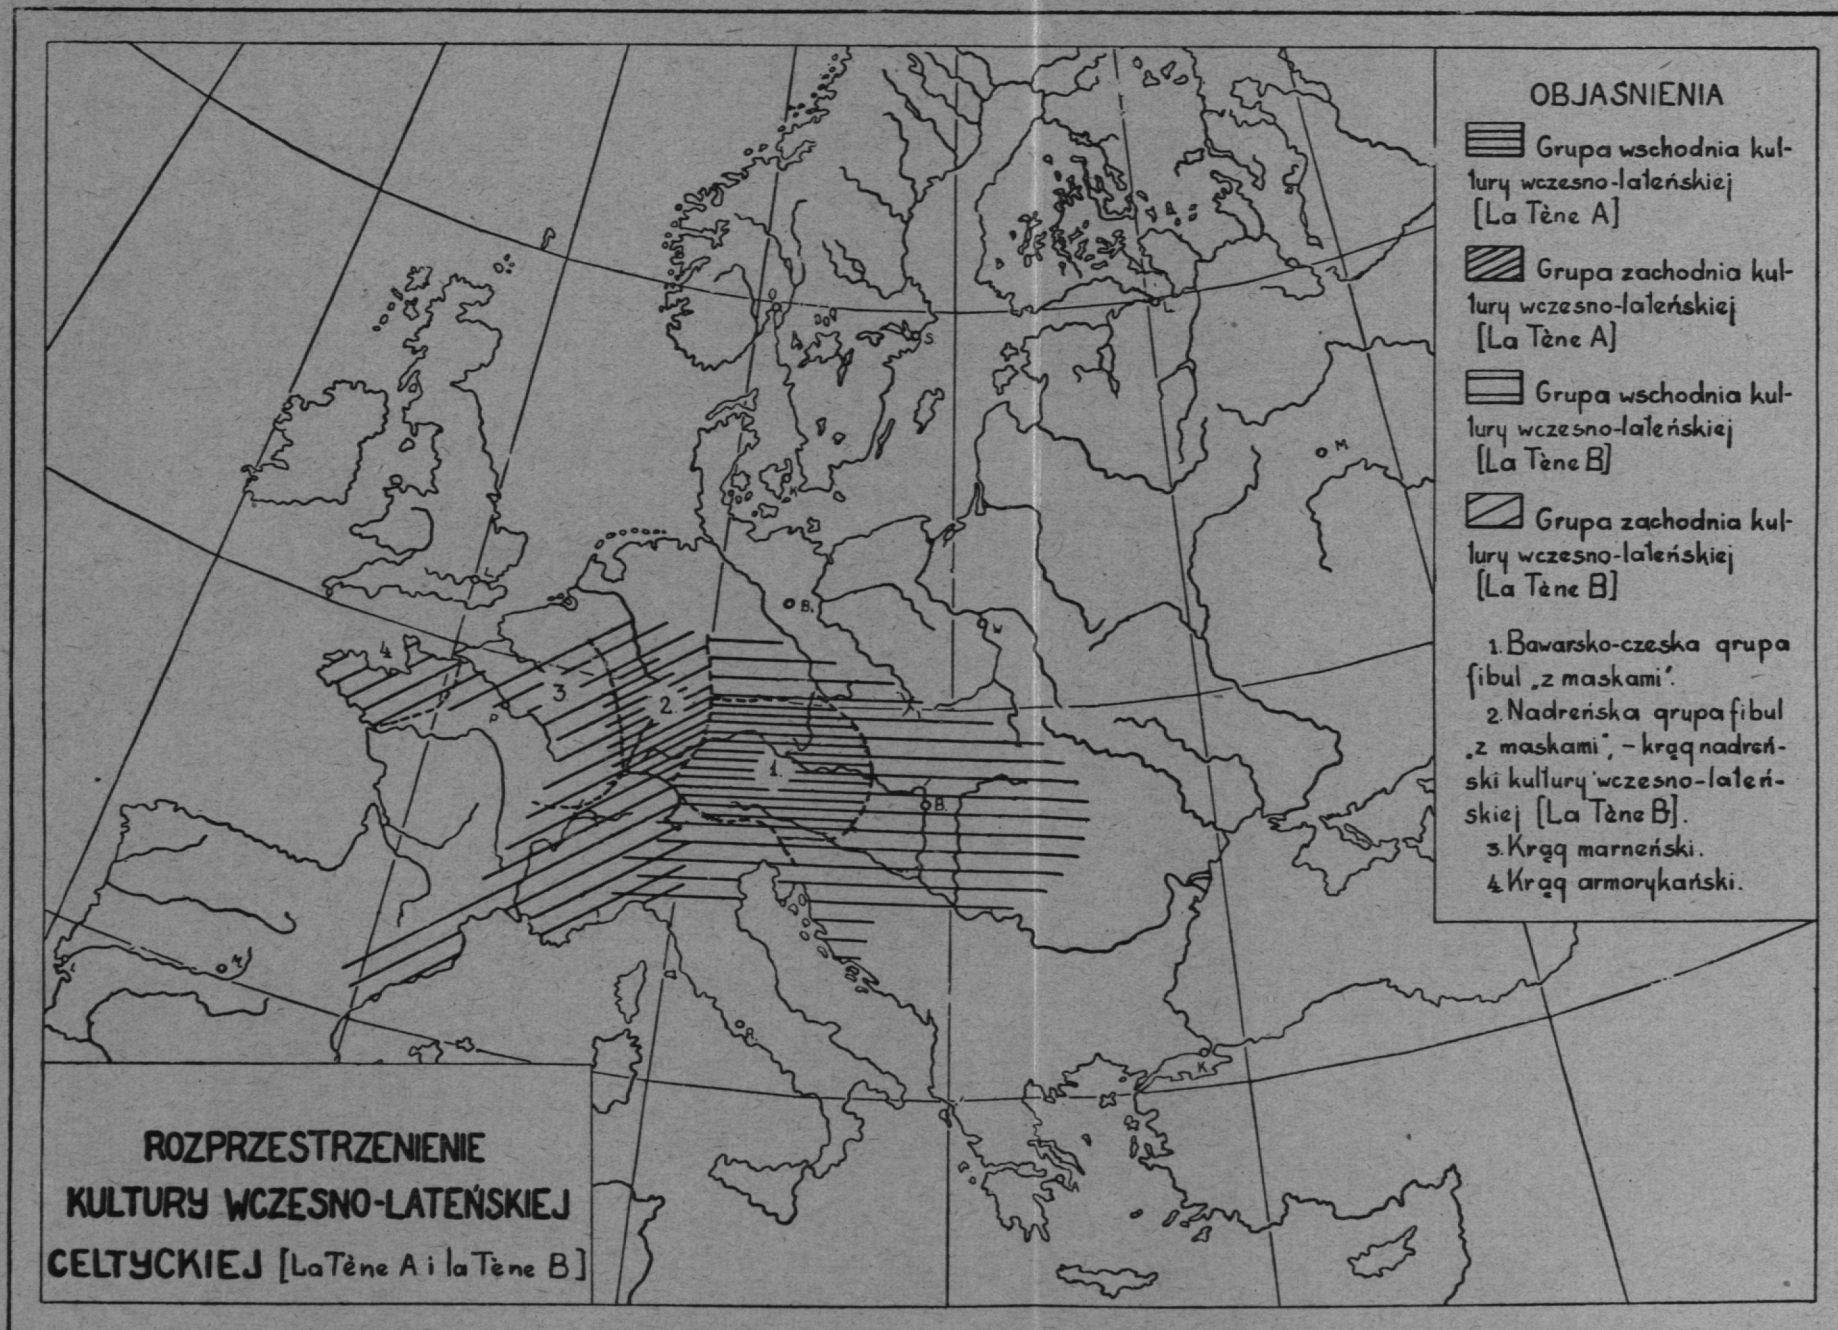 OBJAŚNIENIA
Grupa wschodnia kul-
tury wczesno-lateńskiej
[La Tène A]
Grupa zachodnia kul-
tury wczesno-lateńskiej
[La Tène A]
Grupa wschodnia kul-
tury wczesno-lateńskiej
[La Tène B]
Grupa zachodnia kul-
tury wczesno-lateńskiej
[La Tène B]
1. Bawarsko-czeska grupa
fibul „z maskami”.
2. Nadreńska grupa fibul
„z maskami”, – krąg nadreń-
ski kultury wczesno-lateń-
skiej [La Tène B].
3. Krąg marneński.
4 Krąg armorykański.
O
S.
L
M
K
L
B.
W
4
3
2
P
1.
B.
M
L
R.
K
ROZPRZESTRZENIENIE
KULTURY WCZESNO-LATEŃSKIEJ
CELTYCKIEJ [La Tène A i la Tène B]